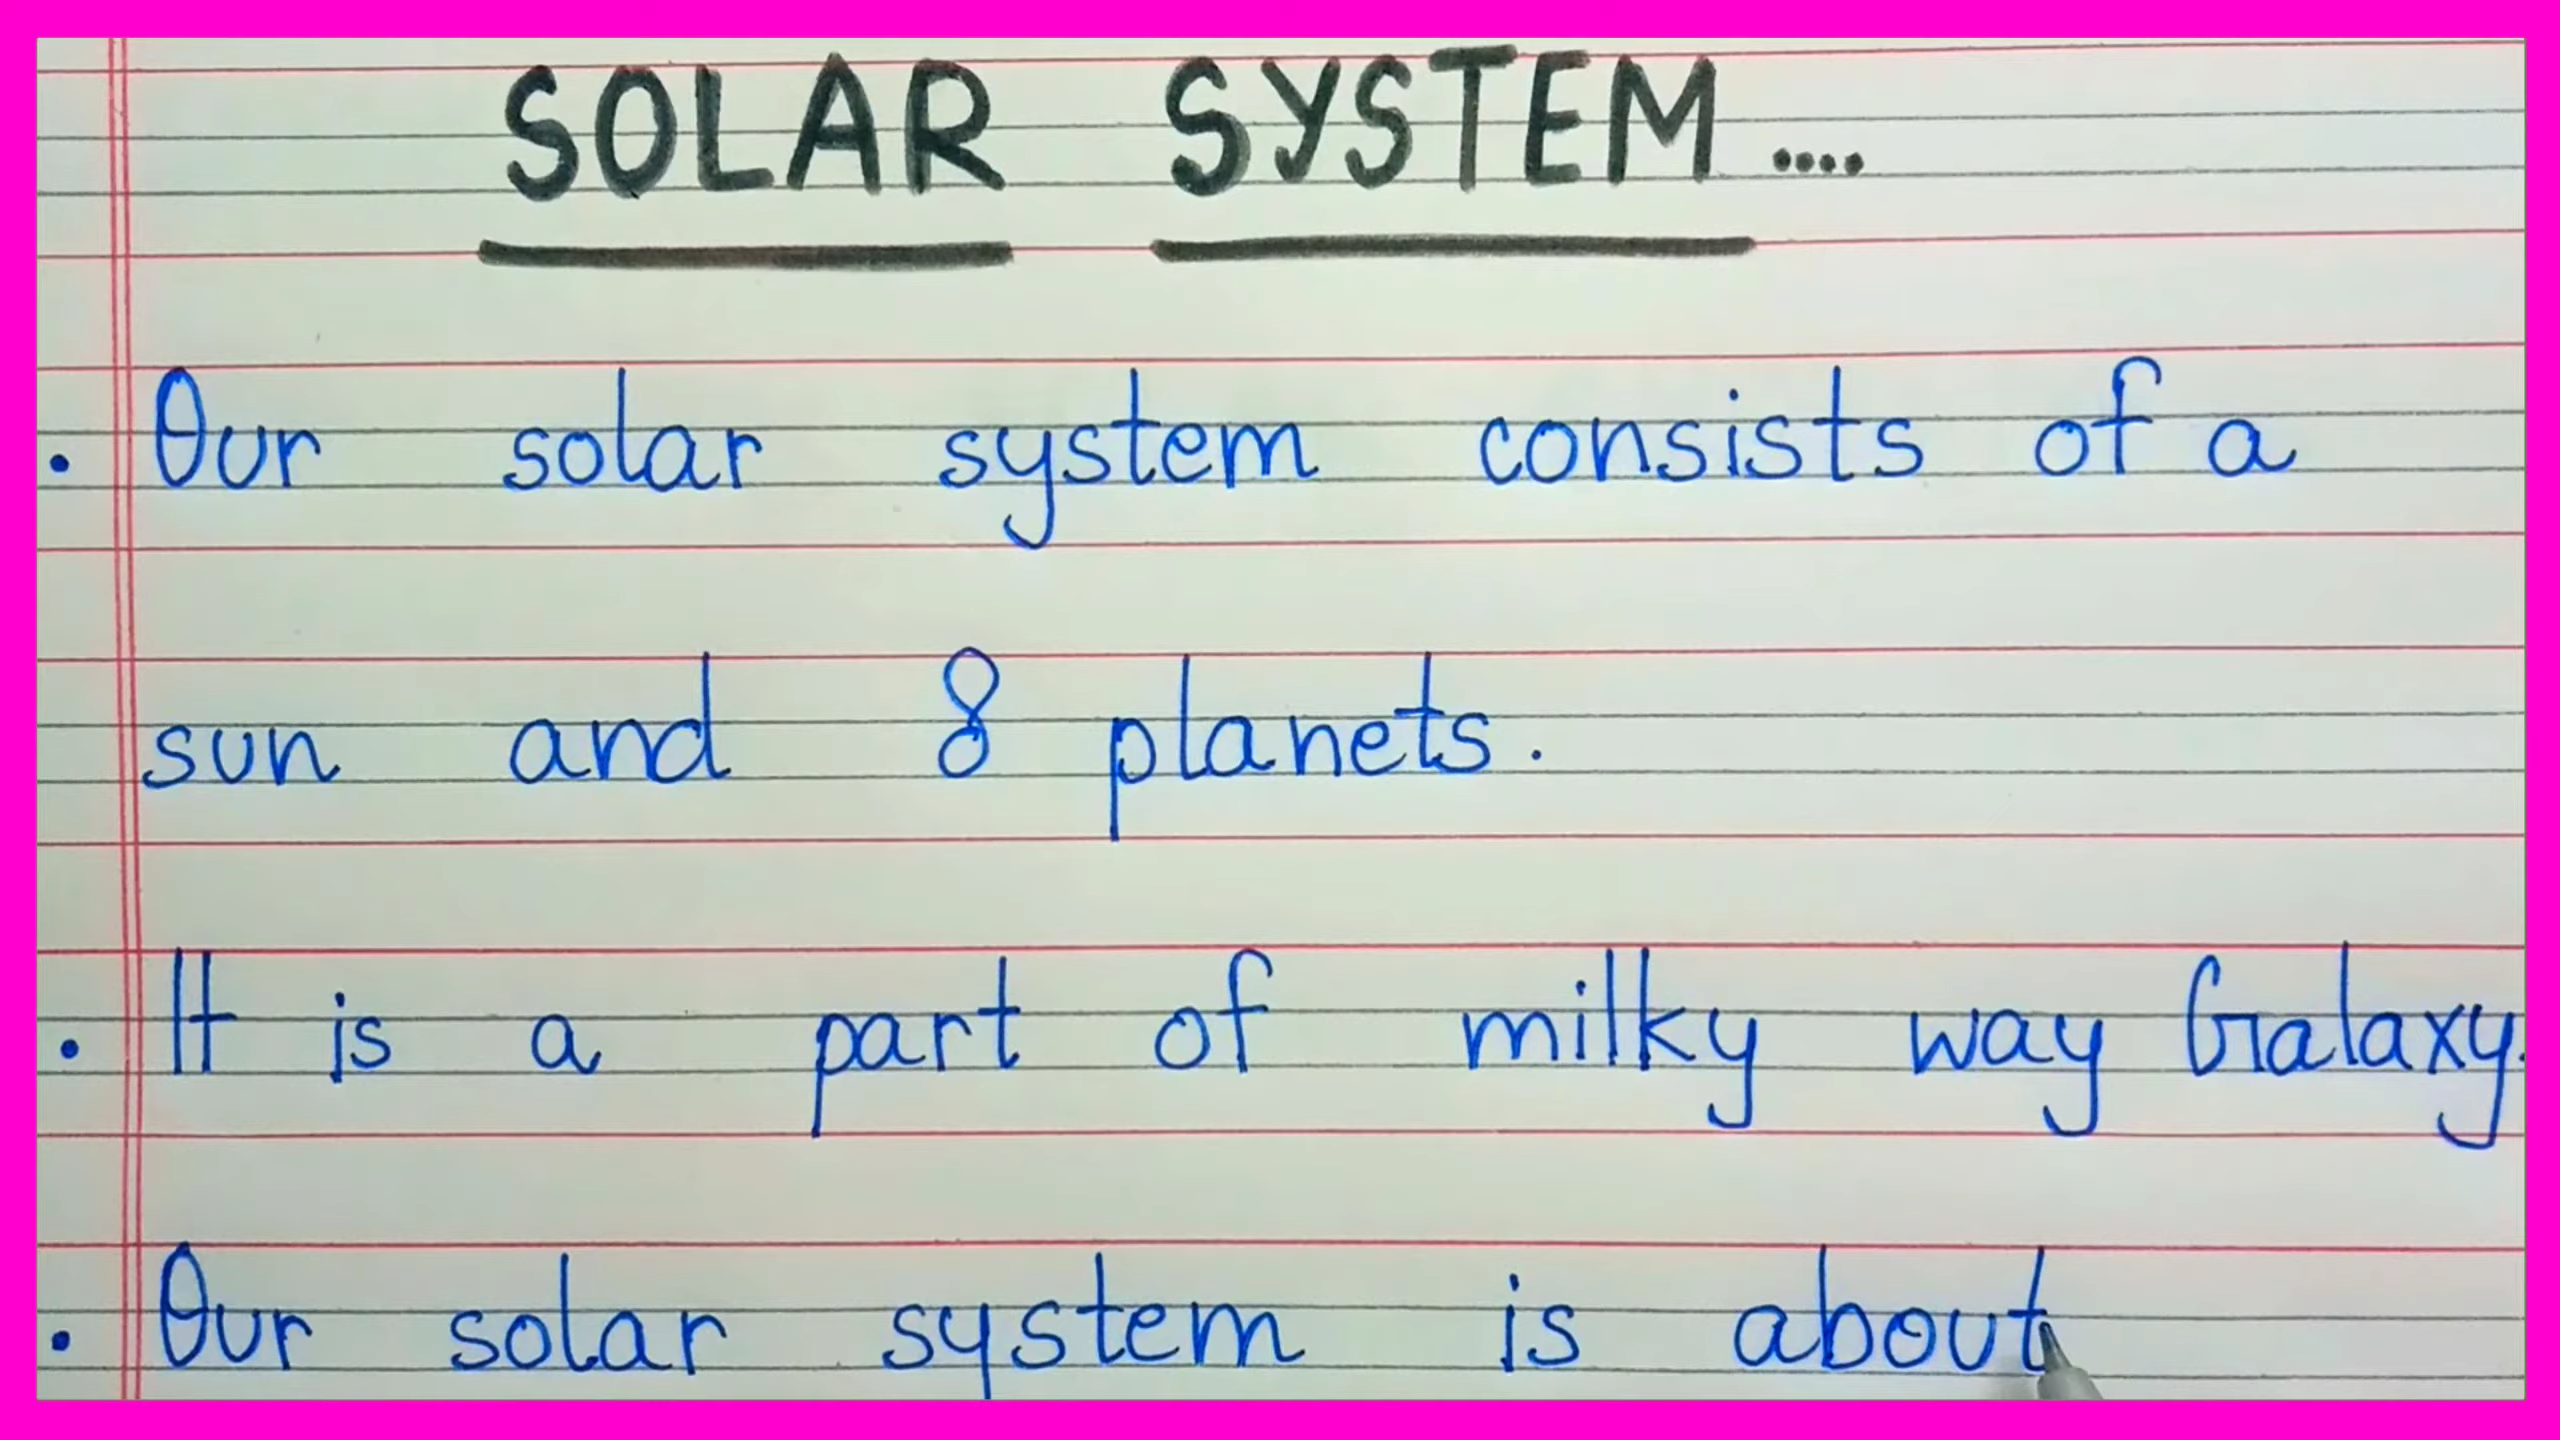 SOLAR SYSTEM....
• Our solar system consists of a
sun and 8 planets.
• It is a part of milky way Galaxy.
• Our solar system is about